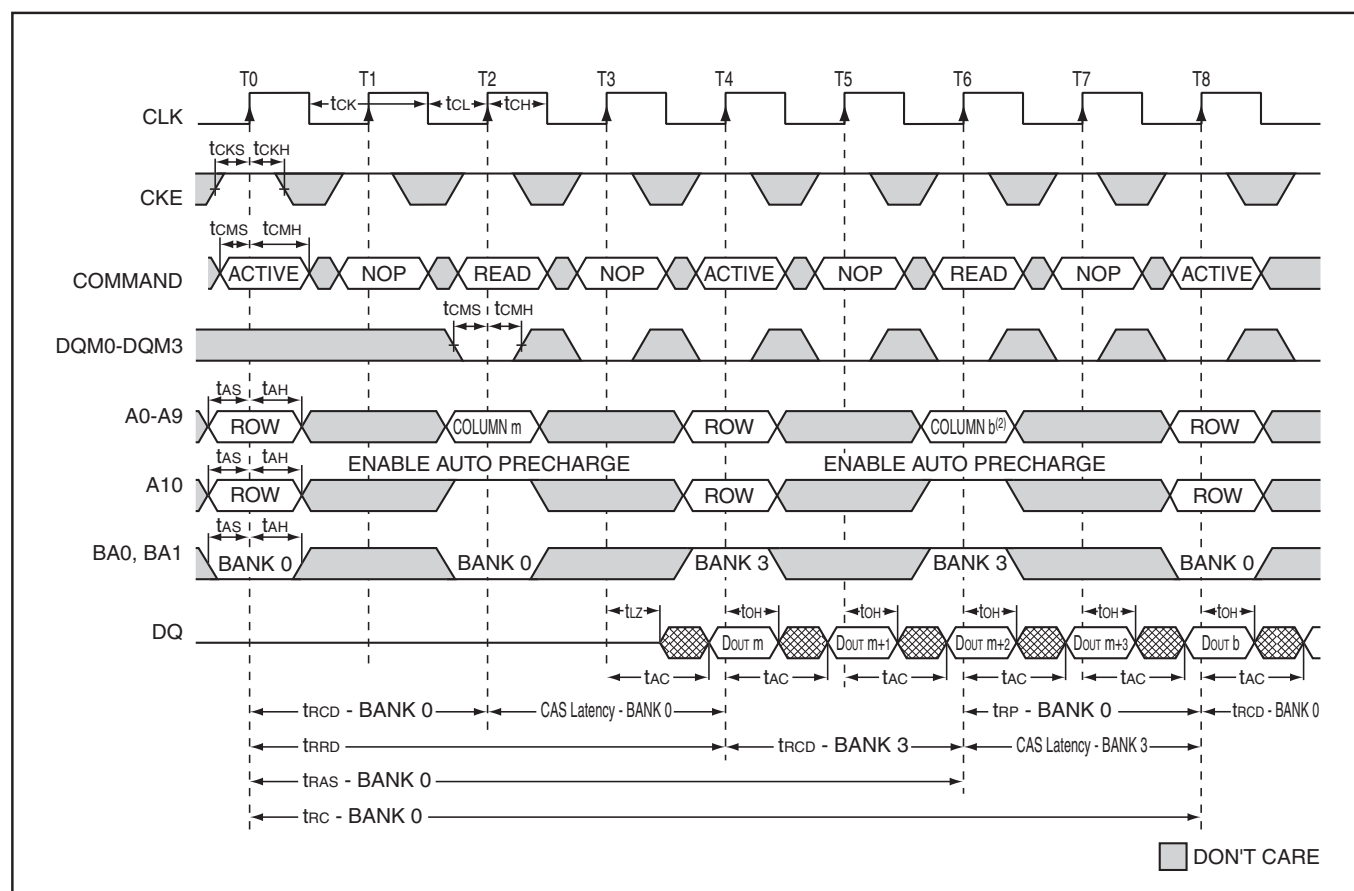 T0 T1 T2 T3 T4 T5 T6 T7 T8
CLK tCK tCL tCH
tCKS tCKH
CKE
tCMS tCMH
COMMAND ACTIVE NOP READ NOP ACTIVE NOP READ NOP ACTIVE
tCMS tCMH
DQM0-DQM3
tAS tAH
A0-A9 ROW COLUMN m ROW COLUMN b(2) ROW
tAS tAH ENABLE AUTO PRECHARGE ENABLE AUTO PRECHARGE
A10 ROW ROW ROW
tAS tAH
BA0, BA1 BANK 0 BANK 0 BANK 3 BANK 3 BANK 0
tLZ tOH tOH tOH tOH tOH
DQ DOUT m DOUT m+1 DOUT m+2 DOUT m+3 DOUT b
tAC tAC tAC tAC tAC tAC
tRCD - BANK 0 CAS Latency - BANK 0 tRP - BANK 0 tRCD - BANK 0
tRRD tRCD - BANK 3 CAS Latency - BANK 3
tRAS - BANK 0
tRC - BANK 0
DON'T CARE